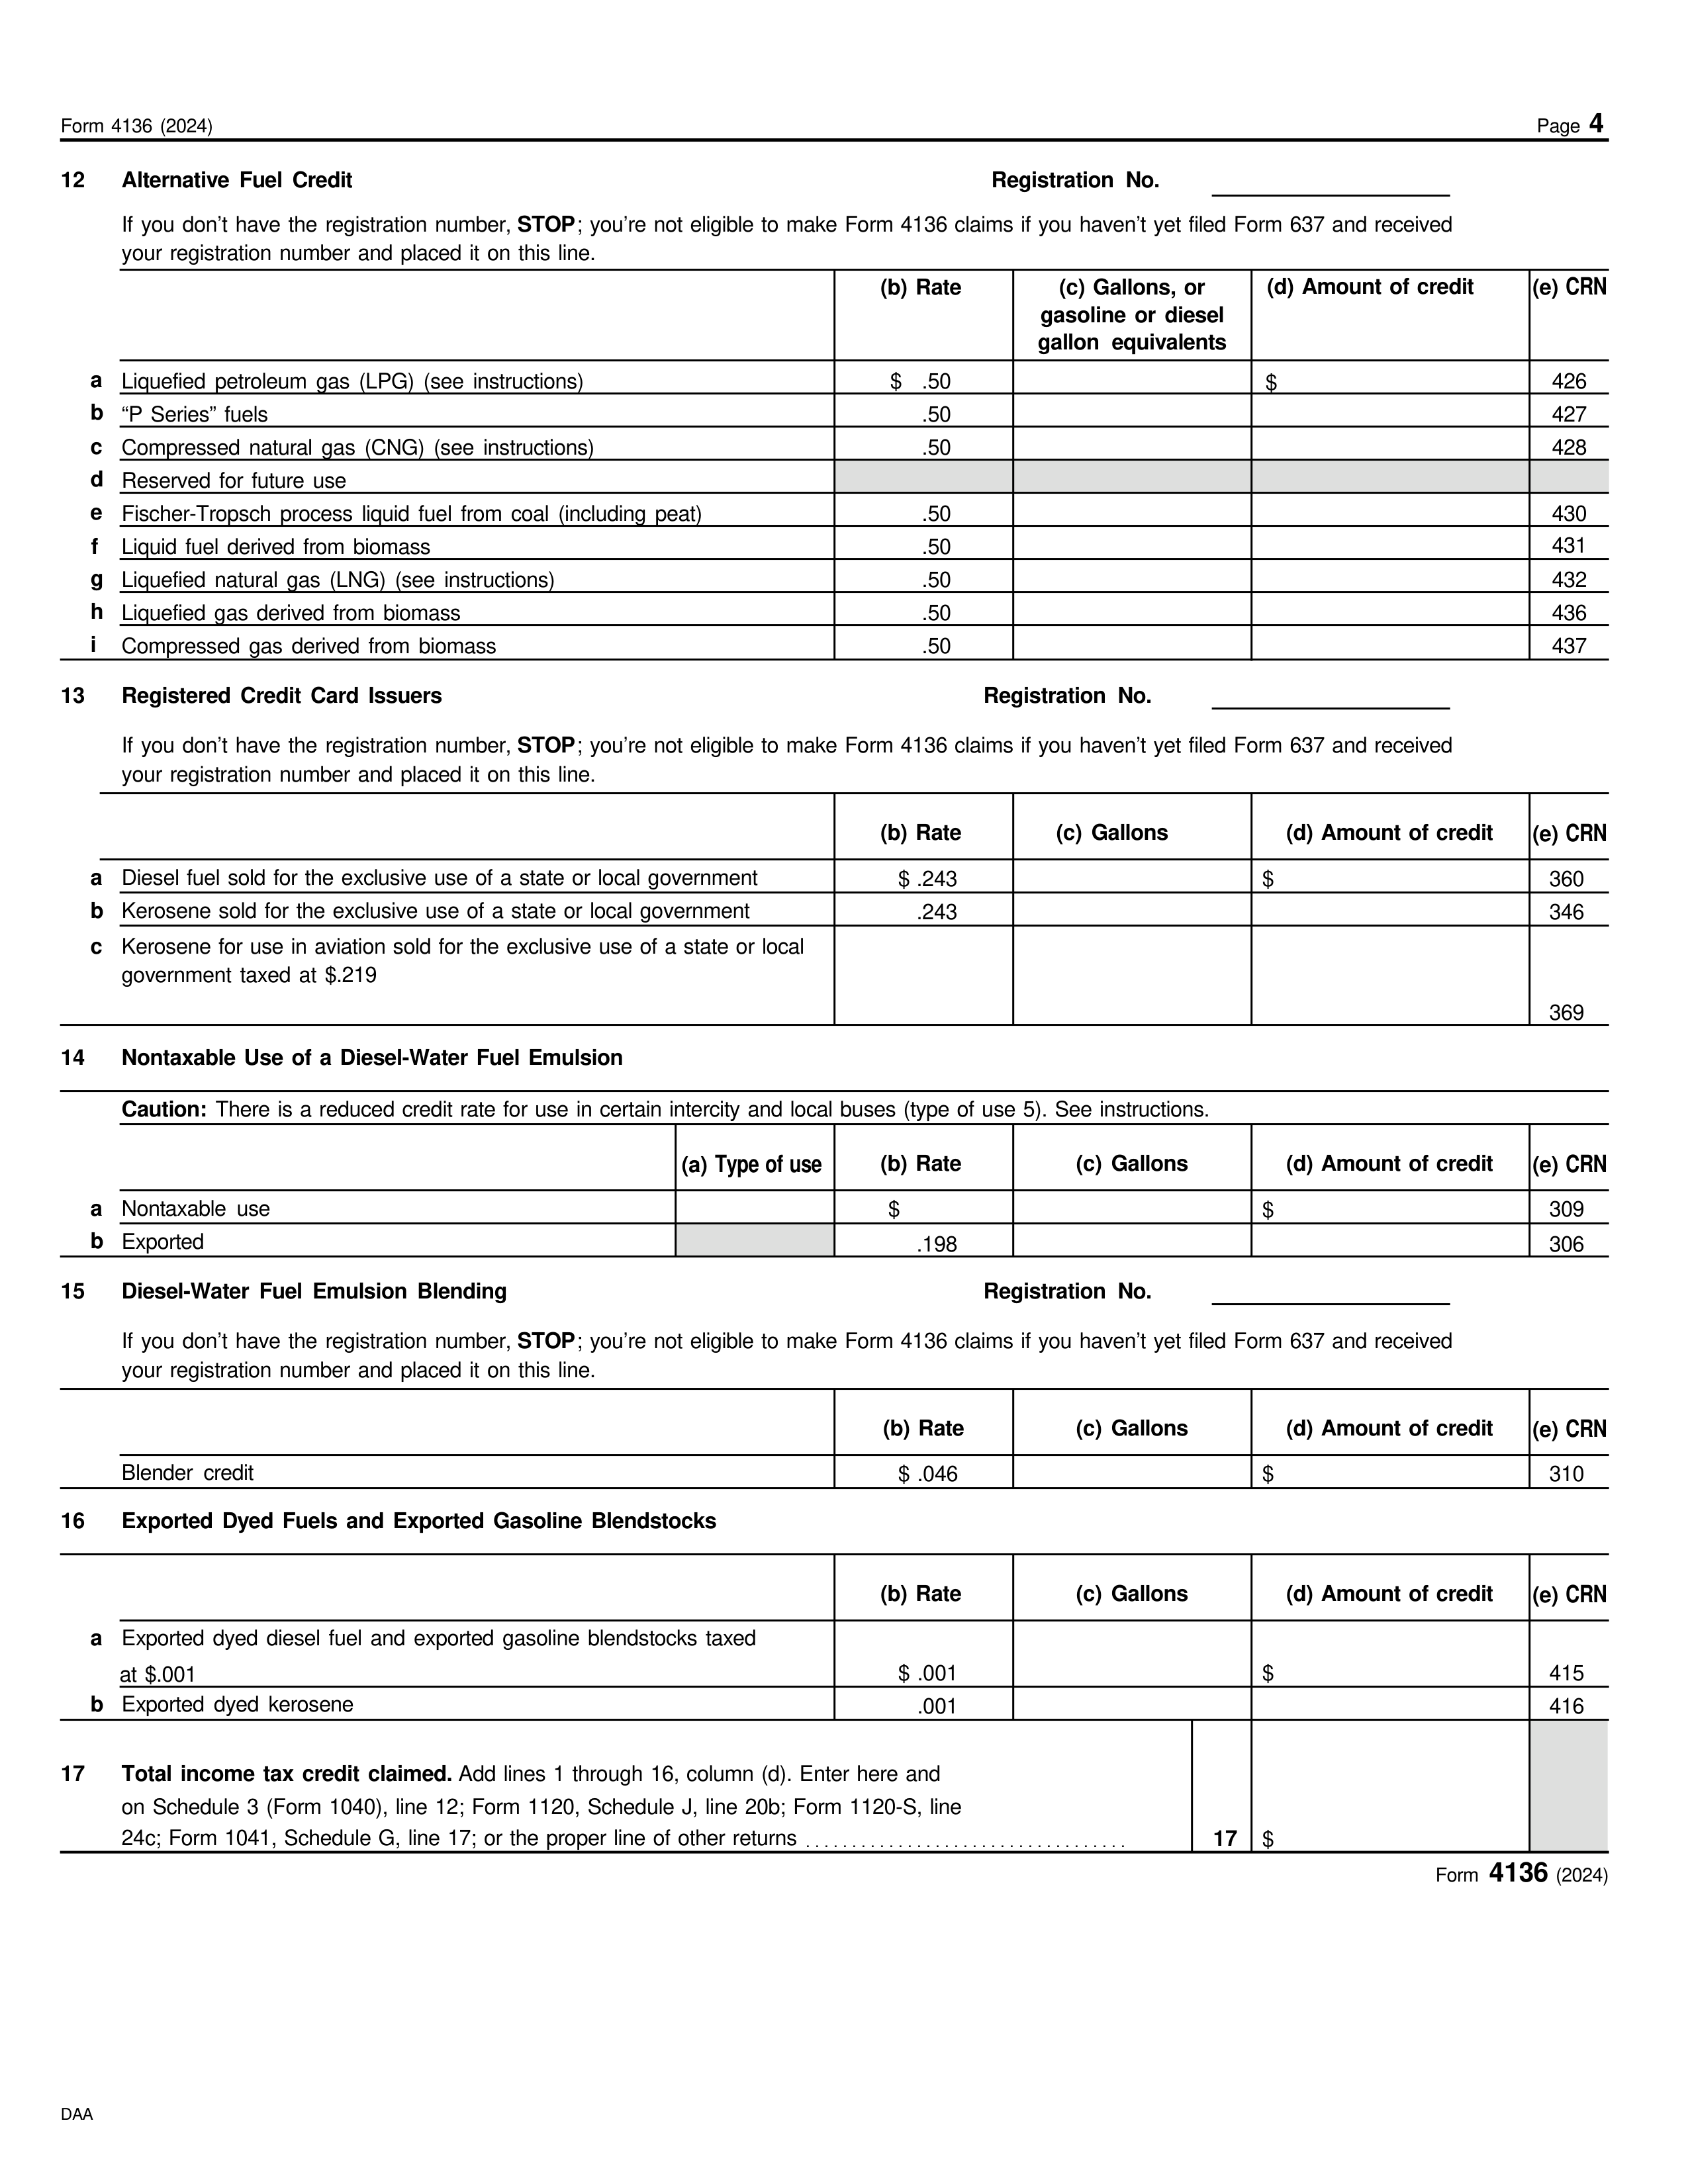 Form 4136 (2024) Page 4
12 Alternative Fuel Credit Registration No.
If you don’t have the registration number, STOP; you’re not eligible to make Form 4136 claims if you haven’t yet filed Form 637 and received
your registration number and placed it on this line.
(b) Rate (c) Gallons, or (d) Amount of credit (e) CRN
gasoline or diesel
gallon equivalents
a Liquefied petroleum gas (LPG) (see instructions) $ .50 $ 426
b “P Series” fuels .50 427
c Compressed natural gas (CNG) (see instructions) .50 428
d Reserved for future use
e Fischer-Tropsch process liquid fuel from coal (including peat) .50 430
f Liquid fuel derived from biomass .50 431
g Liquefied natural gas (LNG) (see instructions) .50 432
h Liquefied gas derived from biomass .50 436
i Compressed gas derived from biomass .50 437
13 Registered Credit Card Issuers Registration No.
If you don’t have the registration number, STOP; you’re not eligible to make Form 4136 claims if you haven’t yet filed Form 637 and received
your registration number and placed it on this line.
(b) Rate (c) Gallons (d) Amount of credit (e) CRN
a Diesel fuel sold for the exclusive use of a state or local government $ .243 $ 360
b Kerosene sold for the exclusive use of a state or local government .243 346
c Kerosene for use in aviation sold for the exclusive use of a state or local
government taxed at $.219
369
14 Nontaxable Use of a Diesel-Water Fuel Emulsion
Caution: There is a reduced credit rate for use in certain intercity and local buses (type of use 5). See instructions.
(a) Type of use (b) Rate (c) Gallons (d) Amount of credit (e) CRN
a Nontaxable use $ $ 309
b Exported .198 306
15 Diesel-Water Fuel Emulsion Blending Registration No.
If you don’t have the registration number, STOP; you’re not eligible to make Form 4136 claims if you haven’t yet filed Form 637 and received
your registration number and placed it on this line.
(b) Rate (c) Gallons (d) Amount of credit (e) CRN
Blender credit $ .046 $ 310
16 Exported Dyed Fuels and Exported Gasoline Blendstocks
(b) Rate (c) Gallons (d) Amount of credit (e) CRN
a Exported dyed diesel fuel and exported gasoline blendstocks taxed
at $.001 $ .001 $ 415
b Exported dyed kerosene .001 416
17 Total income tax credit claimed. Add lines 1 through 16, column (d). Enter here and
on Schedule 3 (Form 1040), line 12; Form 1120, Schedule J, line 20b; Form 1120-S, line
24c; Form 1041, Schedule G, line 17; or the proper line of other returns ................................... 17 $
Form 4136 (2024)
DAA